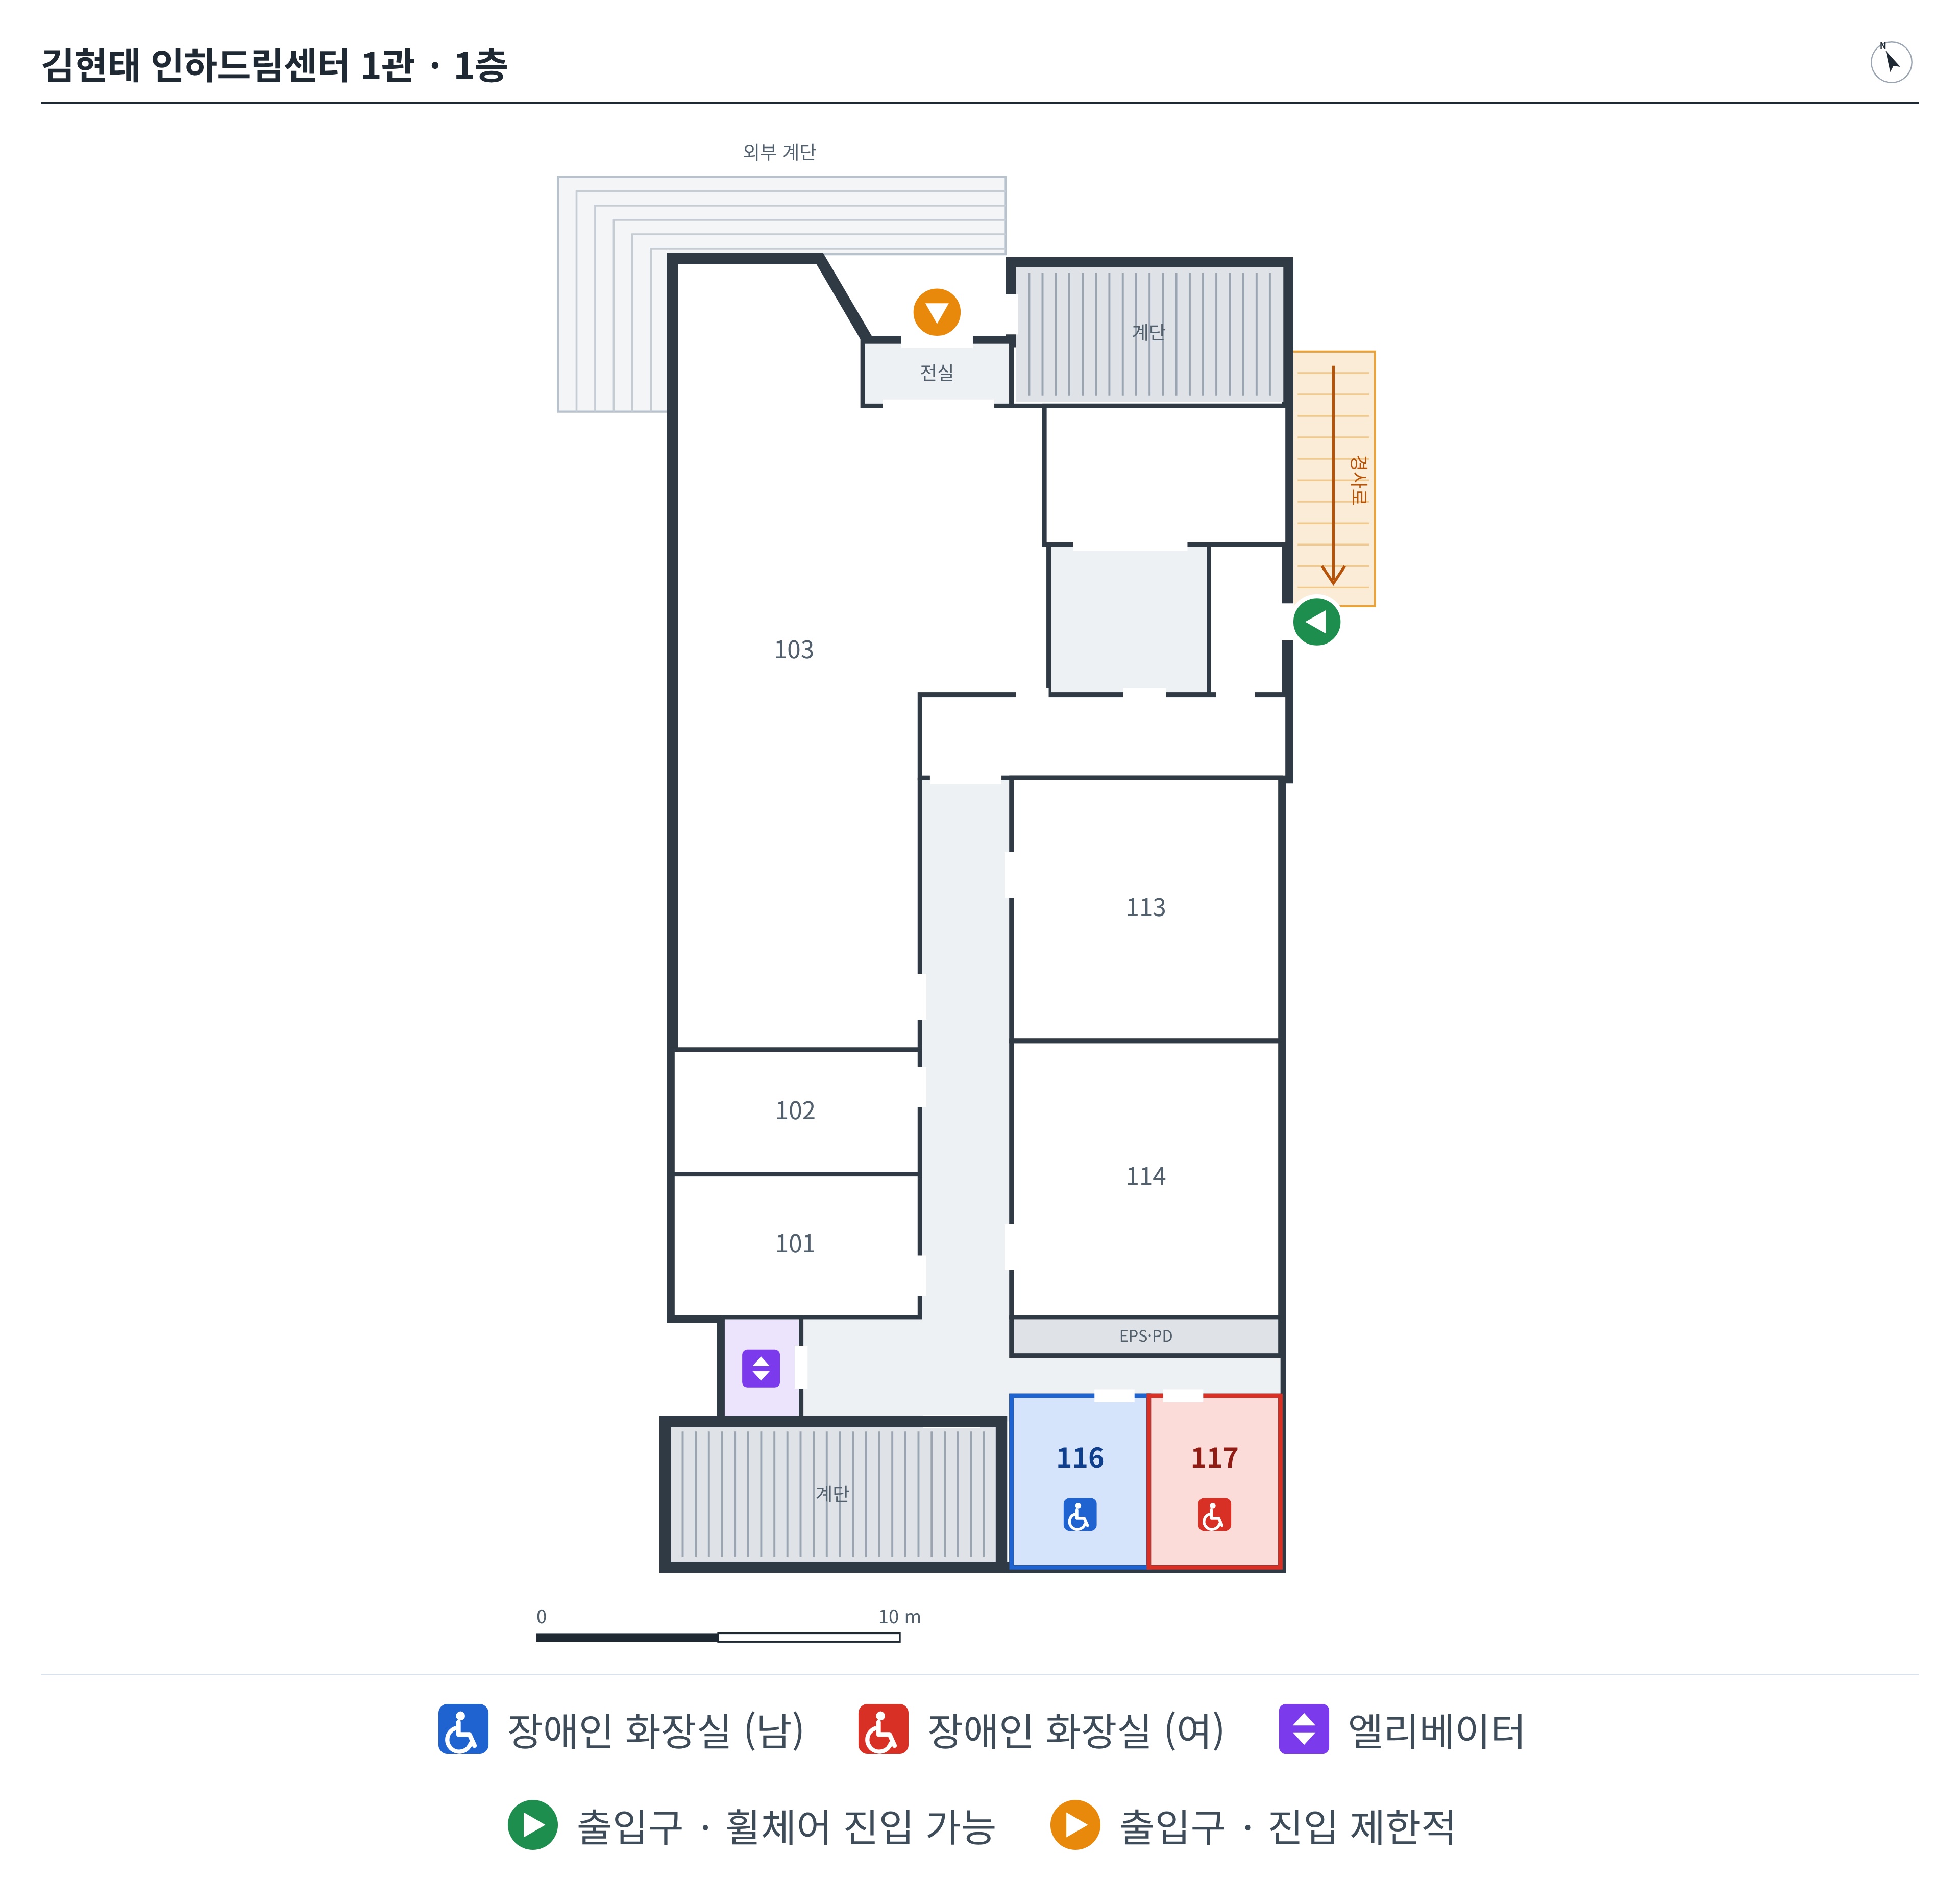 김현태 인하드림센터 1관 · 1층
N
외부 계단
계단
전실
경사로
103
113
102
114
101
EPS·PD
116
117
계단
0
10 m
장애인 화장실 (남)
장애인 화장실 (여)
엘리베이터
출입구 · 휠체어 진입 가능
출입구 · 진입 제한적